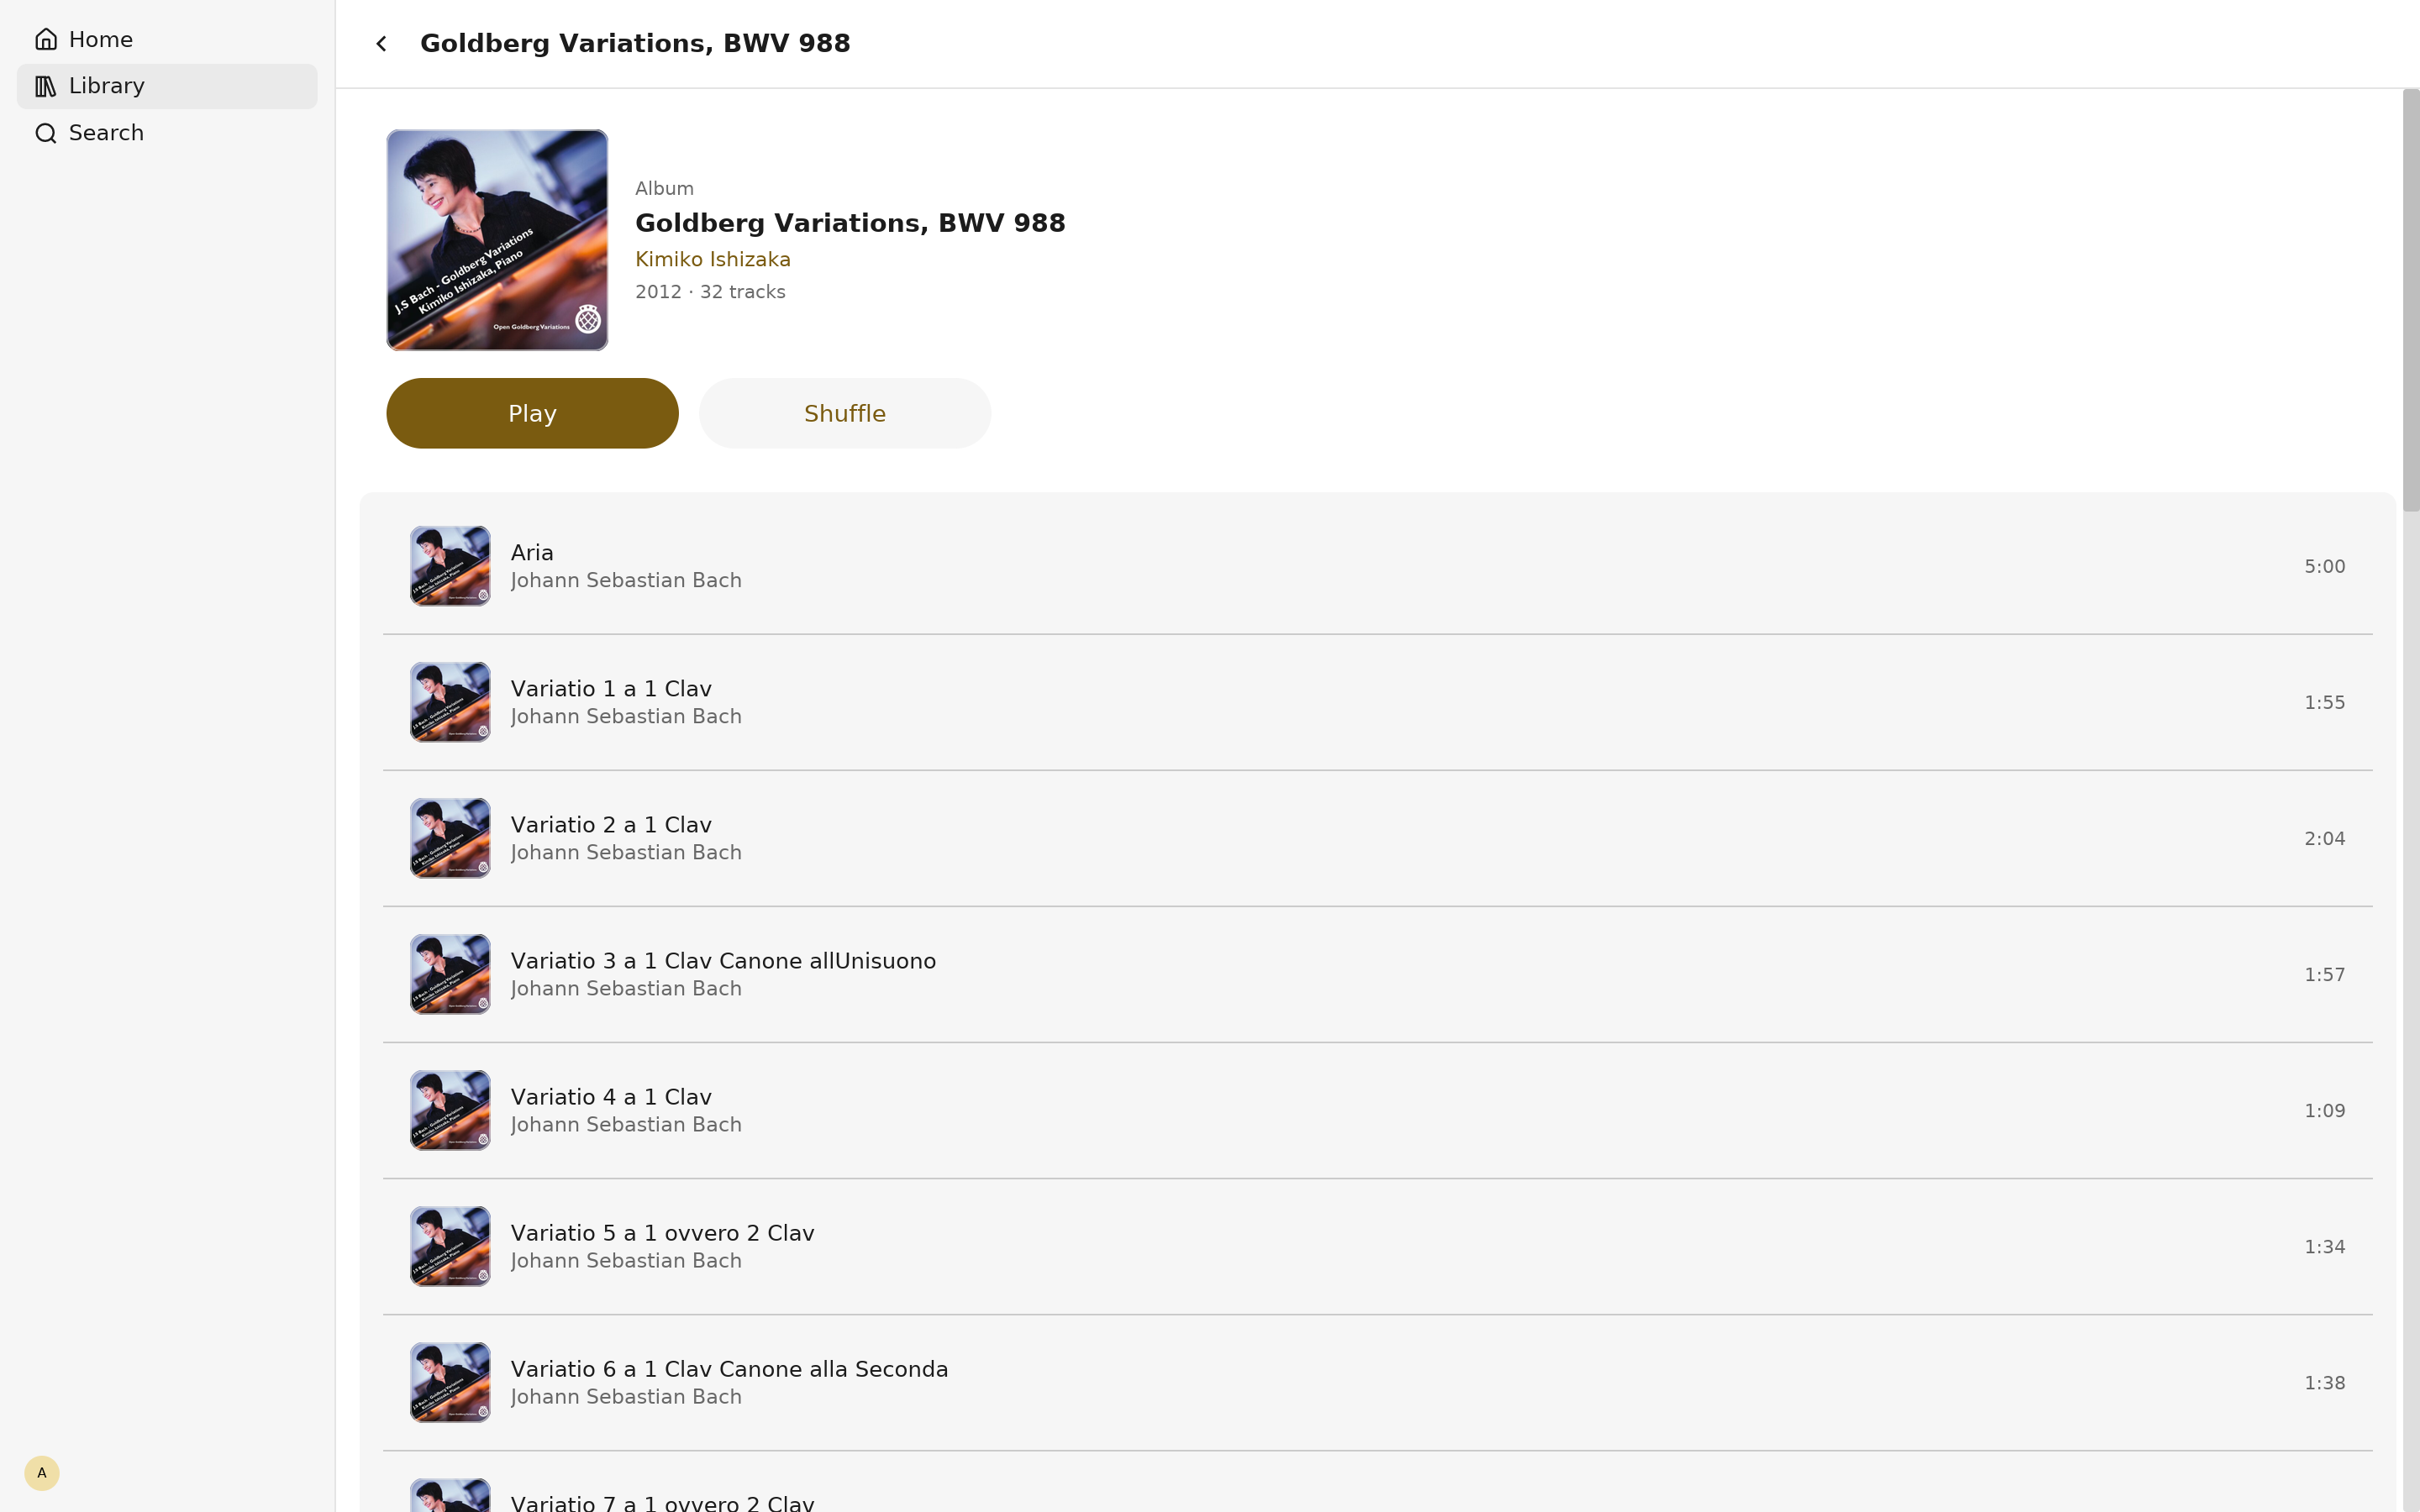 Home
Library
Search
A
Goldberg Variations, BWV 988
J.S Bach - Goldberg Variations
Kimiko Ishizaka, Piano
Open Goldberg Variations
Album
Goldberg Variations, BWV 988
Kimiko Ishizaka
2012 · 32 tracks
Play
Shuffle
Aria
Johann Sebastian Bach
5:00
Variatio 1 a 1 Clav
Johann Sebastian Bach
1:55
Variatio 2 a 1 Clav
Johann Sebastian Bach
2:04
Variatio 3 a 1 Clav Canone allUnisuono
Johann Sebastian Bach
1:57
Variatio 4 a 1 Clav
Johann Sebastian Bach
1:09
Variatio 5 a 1 ovvero 2 Clav
Johann Sebastian Bach
1:34
Variatio 6 a 1 Clav Canone alla Seconda
Johann Sebastian Bach
1:38
Variatio 7 a 1 ovvero 2 Clav